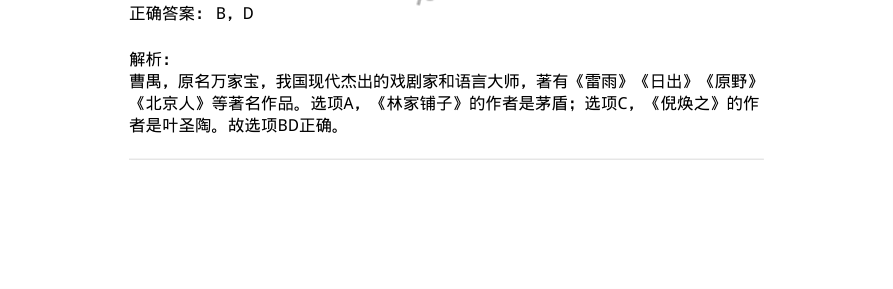 正确答案： B，D
解析：
曹禺，原名万家宝，我国现代杰出的戏剧家和语言大师，著有《雷雨》《日出》《原野》
《北京人》等著名作品。选项A，《林家铺子》的作者是茅盾；选项C，《倪焕之》的作
者是叶圣陶。故选项BD正确。